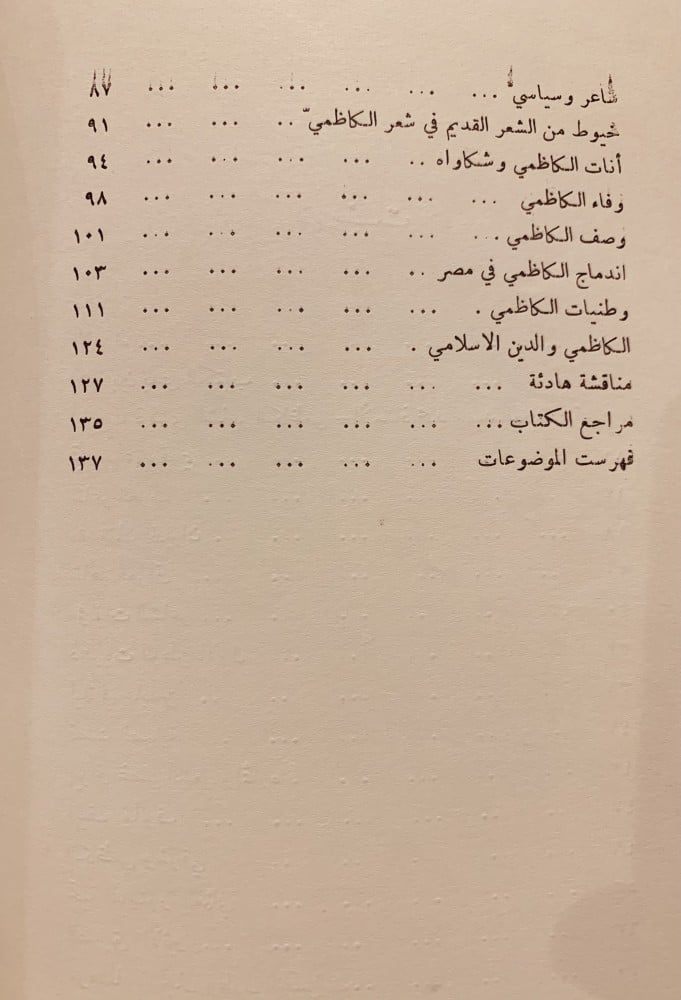 شاعر وسياسي ... ... ... ... ... ... ٨٧
خيوط من الشعر القديم في شعر الكاظمي .. ... ... ... ٩١
أنات الكاظمي وشكاواه .. ... ... ... ... ٩٤
وفاء الكاظمي ... ... ... ... ... ... ٩٨
وصف الكاظمي ... ... ... ... ... ... ١٠١
اندماج الكاظمي في مصر .. ... ... ... ... ١٠٣
وطنيات الكاظمي . ... ... ... ... ... ١١١
الكاظمي والدين الاسلامي . ... ... ... ... ١٢٤
مناقشة هادئة ... ... ... ... ... ... ١٢٧
مراجع الكتاب ... ... ... ... ... ... ١٣٥
فهرست الموضوعات ... ... ... ... ... ١٣٧